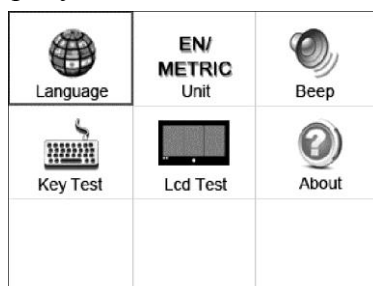 EN/
METRIC
Language
Unit
Beep
Key Test
Lcd Test
About